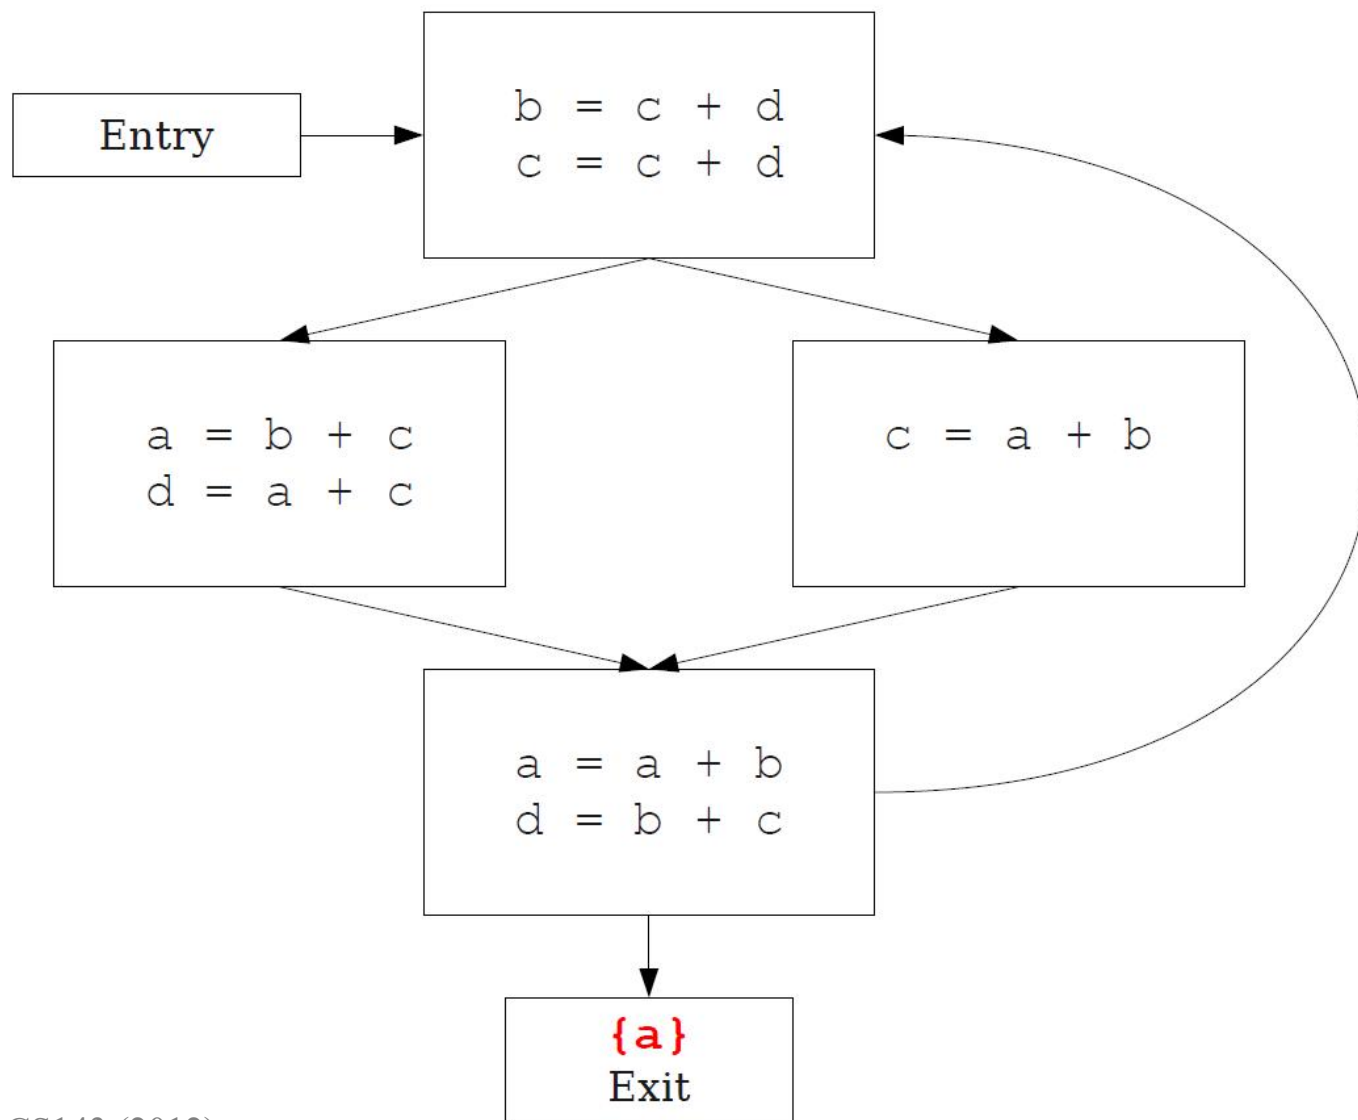 Entry
b = c + d
c = c + d
a = b + c
d = a + c
c = a + b
a = a + b
d = b + c
{a}
Exit